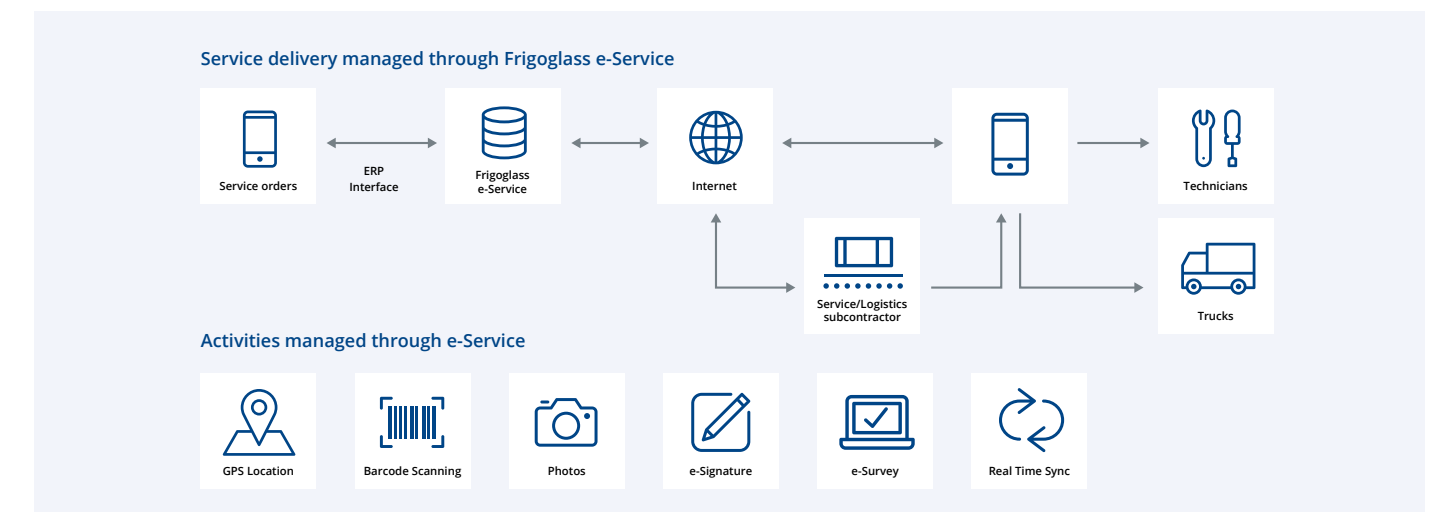 Service delivery managed through Frigoglass e-Service
Service orders
ERP
Interface
Frigoglass
e-Service
Internet
Technicians
Service/Logistics
subcontractor
Trucks
Activities managed through e-Service
GPS Location
Barcode Scanning
Photos
e-Signature
e-Survey
Real Time Sync